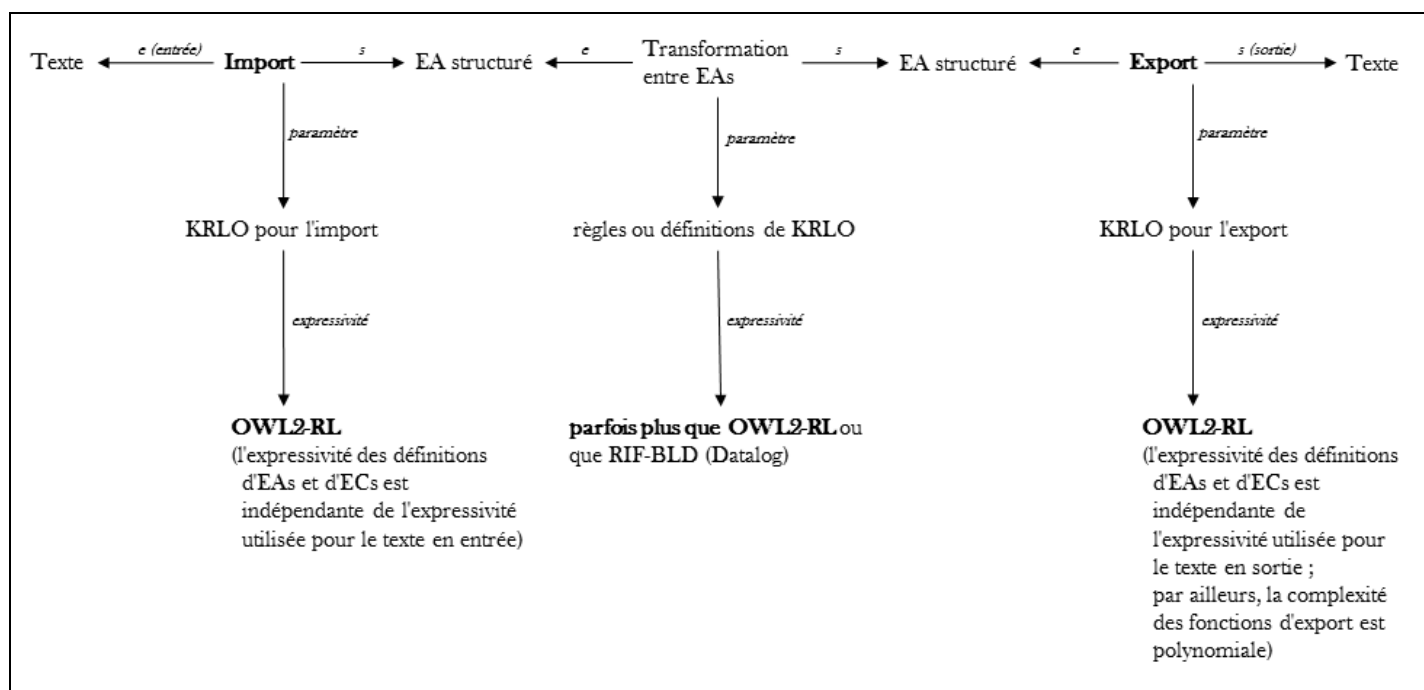 Texte e (entrée) Import s EA structuré e Transformation s EA structuré e Export s (sortie) Texte
entre EAs
paramètre paramètre paramètre
KRLO pour l'import règles ou définitions de KRLO KRLO pour l'export
expressivité expressivité expressivité
OWL2-RL
(l'expressivité des définitions
d'EAs et d'ECs est
indépendante de l'expressivité
utilisée pour le texte en entrée)
parfois plus que OWL2-RL ou
que RIF-BLD (Datalog)
OWL2-RL
(l'expressivité des définitions
d'EAs et d'ECs est
indépendante de
l'expressivité utilisée pour
le texte en sortie ;
par ailleurs, la complexité
des fonctions d'export est
polynomiale)